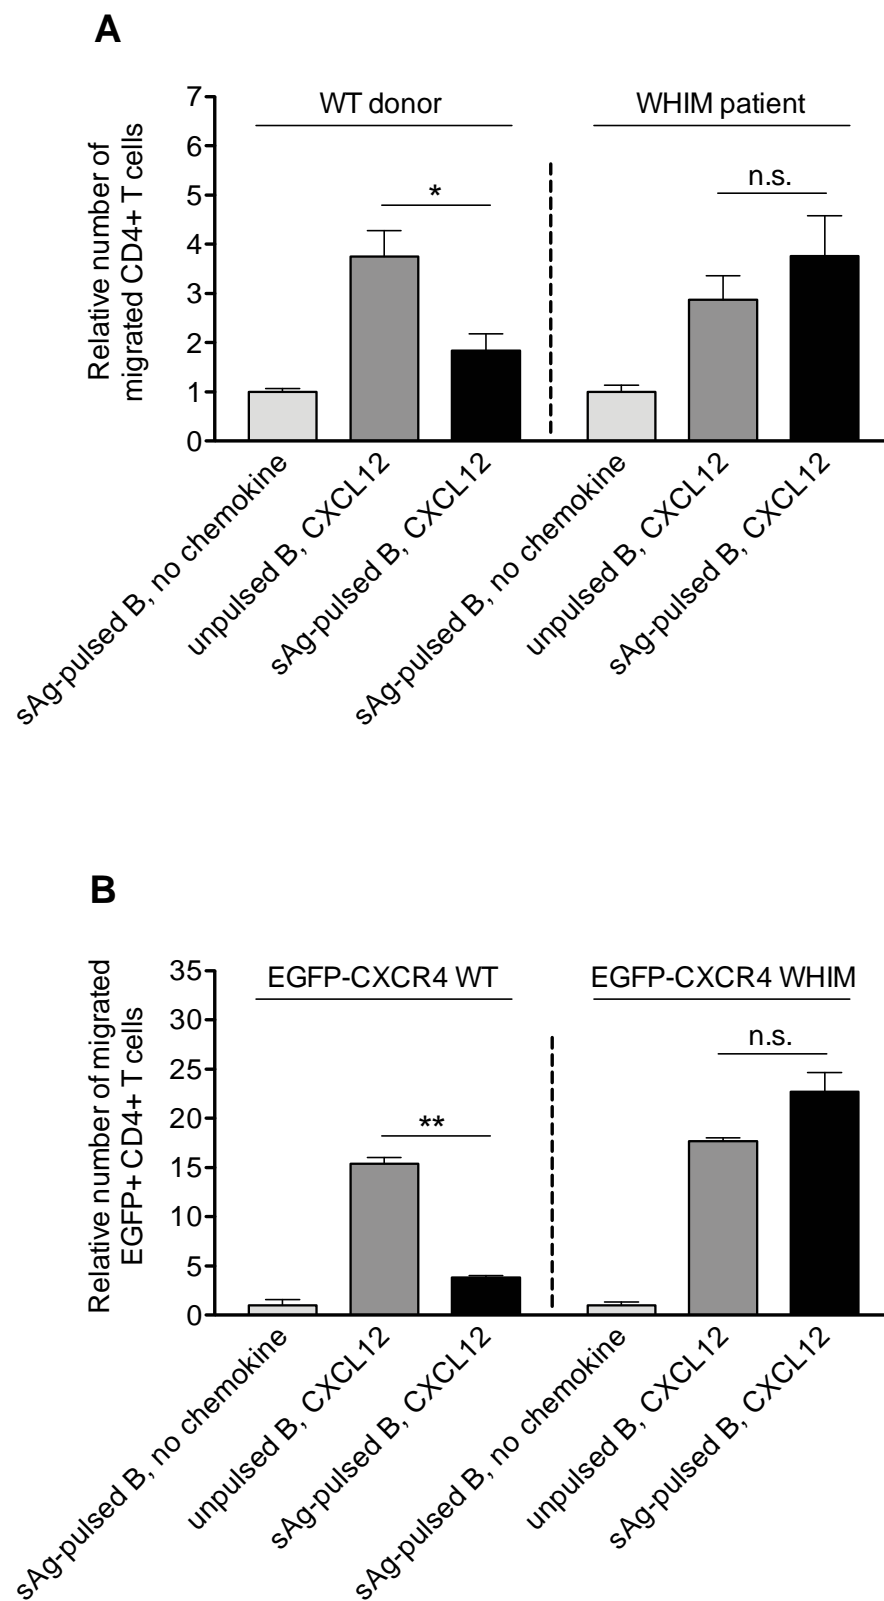 A
WT donor
WHIM patient
Relative number of
migrated CD4+ T cells
7
6
5
4
3
2
1
0
*
n.s.
sAg-pulsed B, no chemokine
unpulsed B, CXCL12
sAg-pulsed B, CXCL12
sAg-pulsed B, no chemokine
unpulsed B, CXCL12
sAg-pulsed B, CXCL12
B
EGFP-CXCR4 WT
EGFP-CXCR4 WHIM
Relative number of migrated
EGFP+ CD4+ T cells
35
30
25
20
15
10
5
0
**
n.s.
sAg-pulsed B, no chemokine
unpulsed B, CXCL12
sAg-pulsed B, CXCL12
sAg-pulsed B, no chemokine
unpulsed B, CXCL12
sAg-pulsed B, CXCL12